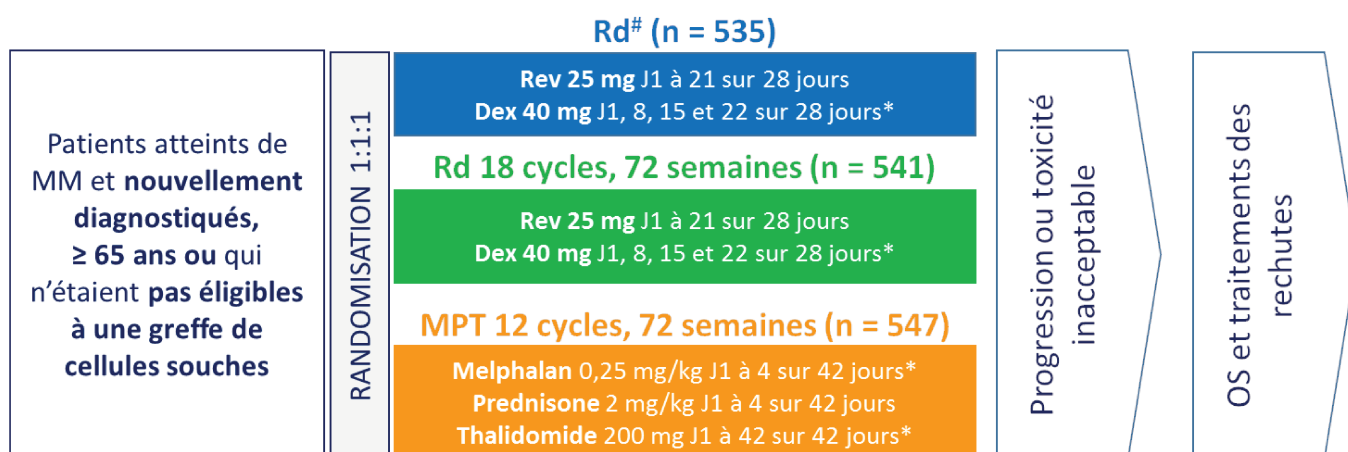 Patients atteints de
MM et nouvellement
diagnostiqués,
≥ 65 ans ou qui
n’étaient pas éligibles
à une greffe de
cellules souches
RANDOMISATION 1:1:1
Rd# (n = 535)
Rev 25 mg J1 à 21 sur 28 jours
Dex 40 mg J1, 8, 15 et 22 sur 28 jours*
Rd 18 cycles, 72 semaines (n = 541)
Rev 25 mg J1 à 21 sur 28 jours
Dex 40 mg J1, 8, 15 et 22 sur 28 jours*
MPT 12 cycles, 72 semaines (n = 547)
Melphalan 0,25 mg/kg J1 à 4 sur 42 jours*
Prednisone 2 mg/kg J1 à 4 sur 42 jours
Thalidomide 200 mg J1 à 42 sur 42 jours*
Progression ou toxicité
inacceptable
OS et traitements des
rechutes